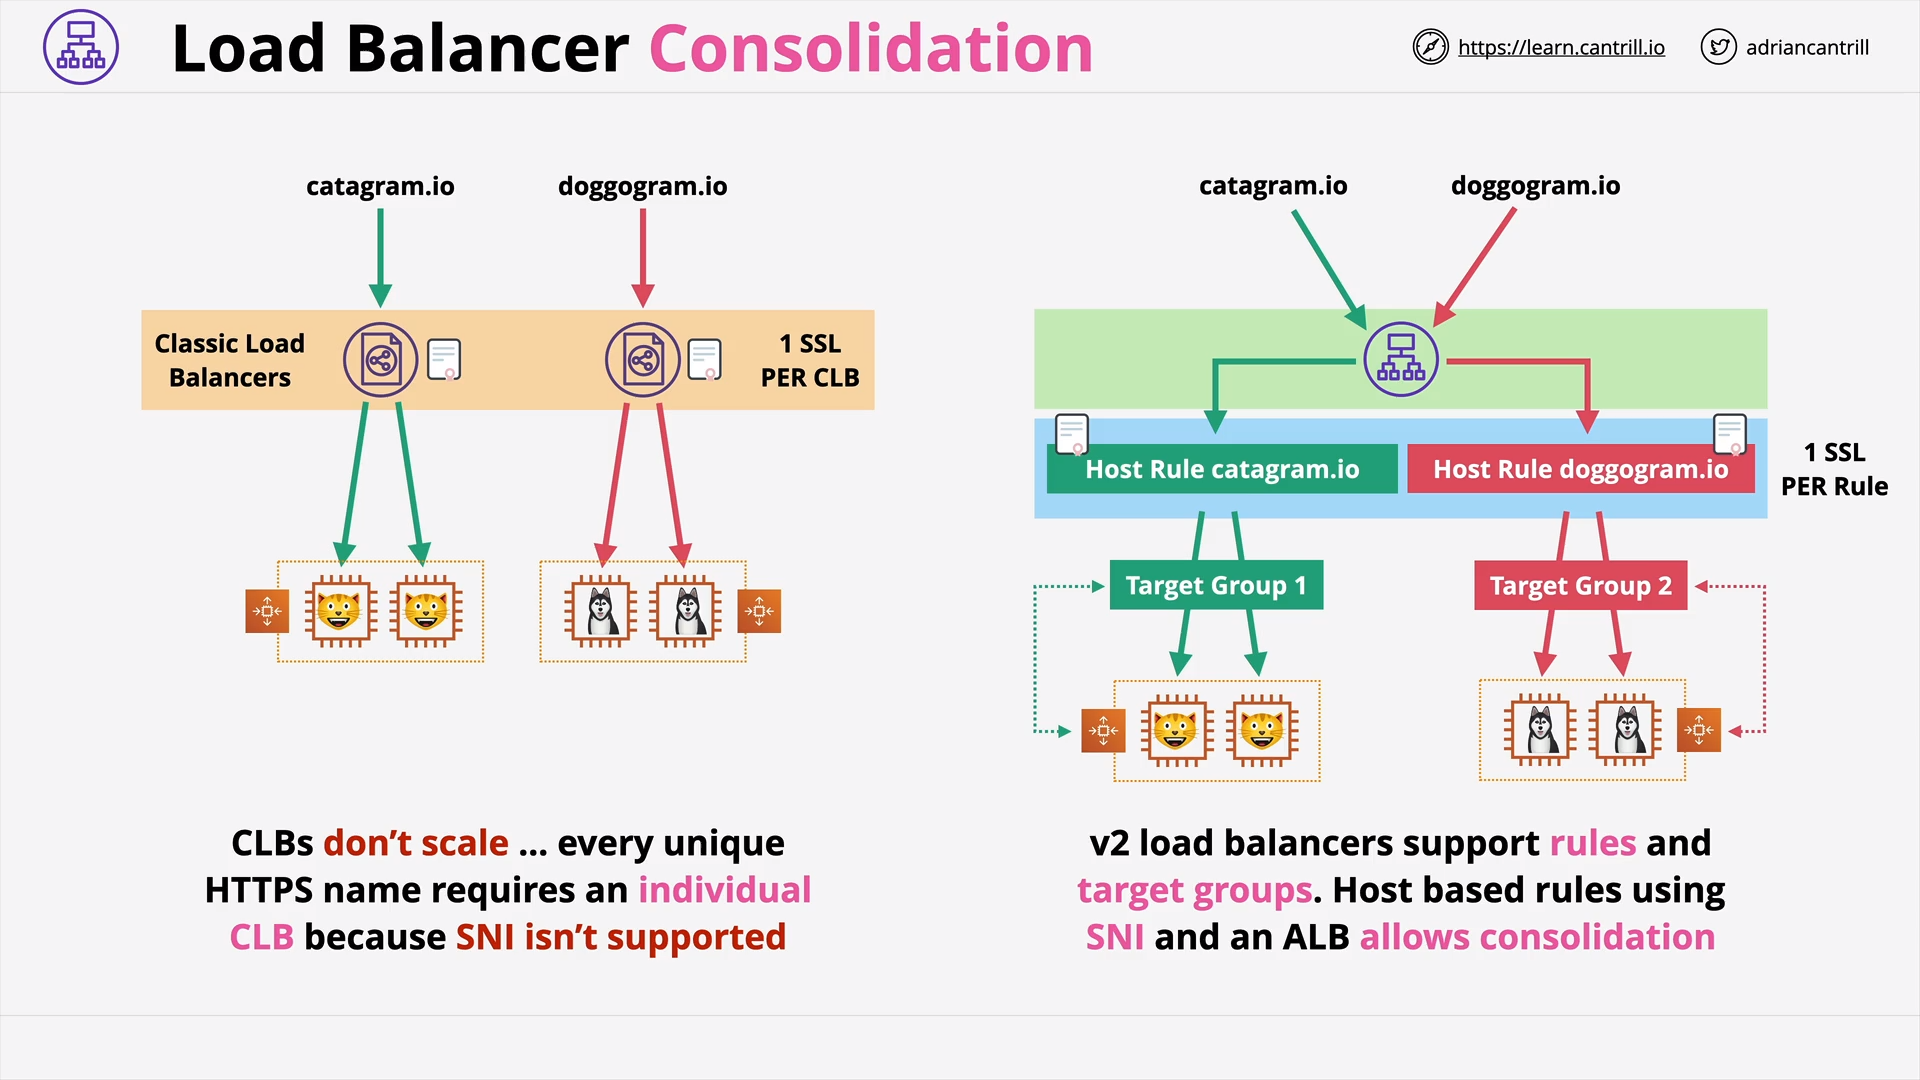 Load Balancer Consolidation
https://learn.cantrill.io
adriancantrill
catagram.io
doggogram.io
Classic Load
Balancers
1 SSL
PER CLB
CLBs don’t scale ... every unique
HTTPS name requires an individual
CLB because SNI isn’t supported
catagram.io
doggogram.io
Host Rule catagram.io
Host Rule doggogram.io
1 SSL
PER Rule
Target Group 1
Target Group 2
v2 load balancers support rules and
target groups. Host based rules using
SNI and an ALB allows consolidation